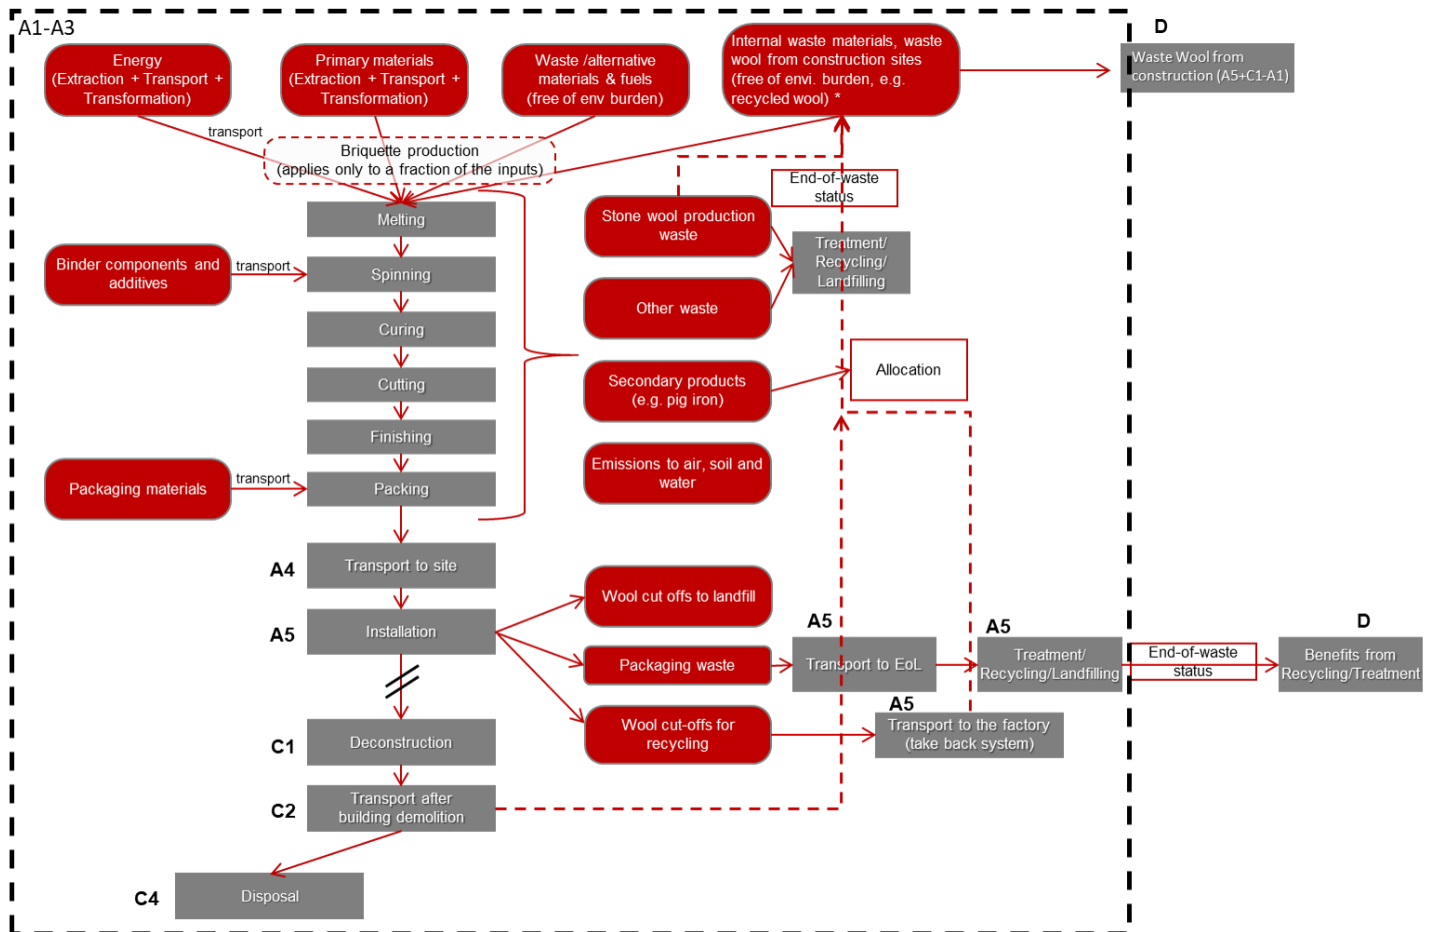 A1-A3
D
Energy
(Extraction + Transport +
Transformation)
Primary materials
(Extraction + Transport +
Transformation)
Waste /alternative
materials & fuels
(free of env burden)
Internal waste materials, waste
wool from construction sites
(free of envi. burden, e.g.
recycled wool) *
Waste Wool from
construction (A5+C1-A1)
transport
Briquette production
(applies only to a fraction of the inputs)
End-of-waste
status
Melting
Stone wool production
waste
Treatment/
Recycling/
Landfilling
Binder components and
additives
transport
Spinning
Other waste
Curing
Cutting
Secondary products
(e.g. pig iron)
Allocation
Finishing
Packaging materials
transport
Packing
Emissions to air, soil and
water
A4
Transport to site
Wool cut offs to landfill
A5
Installation
A5
A5
D
Packaging waste
Transport to EoL
Treatment/
Recycling/Landfilling
End-of-waste
status
Benefits from
Recycling/Treatment
A5
Wool cut-offs for
recycling
Transport to the factory
(take back system)
C1
Deconstruction
C2
Transport after
building demolition
C4
Disposal